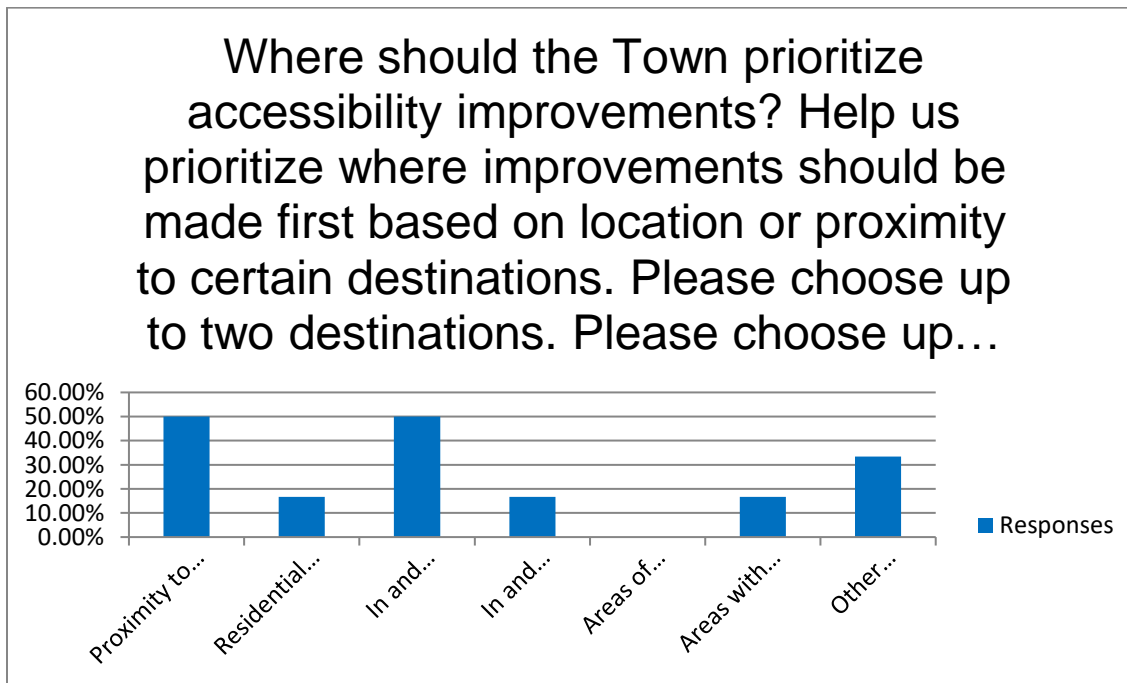 Where should the Town prioritize
accessibility improvements? Help us
prioritize where improvements should be
made first based on location or proximity
to certain destinations. Please choose up
to two destinations. Please choose up…
60.00%
50.00%
40.00%
30.00%
20.00%
10.00%
0.00%
Proximity to…
Residential…
In and…
In and…
Areas of…
Areas with…
Other…
Responses